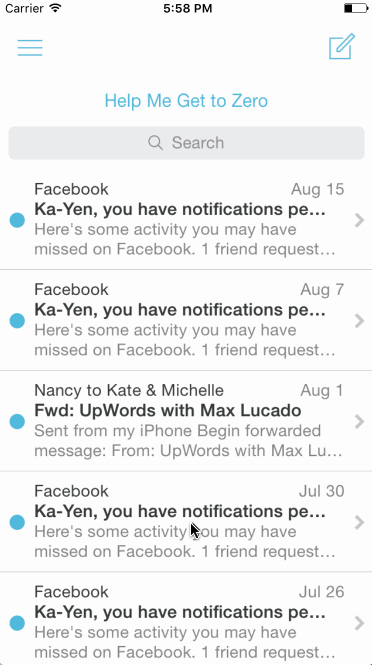 Carrier 5:58 PM
Help Me Get to Zero
Search
Facebook Aug 15
Ka-Yen, you have notifications pe...
Here's some activity you may have
missed on Facebook. 1 friend request...
Facebook Aug 7
Ka-Yen, you have notifications pe...
Here's some activity you may have
missed on Facebook. 1 friend request...
Nancy to Kate & Michelle Aug 1
Fwd: UpWords with Max Lucado
Sent from my iPhone Begin forwarded
message: From: UpWords with Max Lu...
Facebook Jul 30
Ka-Yen, you have notifications pe...
Here's some activity you may have
missed on Facebook. 1 friend request...
Facebook Jul 26
Ka-Yen, you have notifications pe...
Here's some activity you may have
missed on Facebook. 1 friend request...